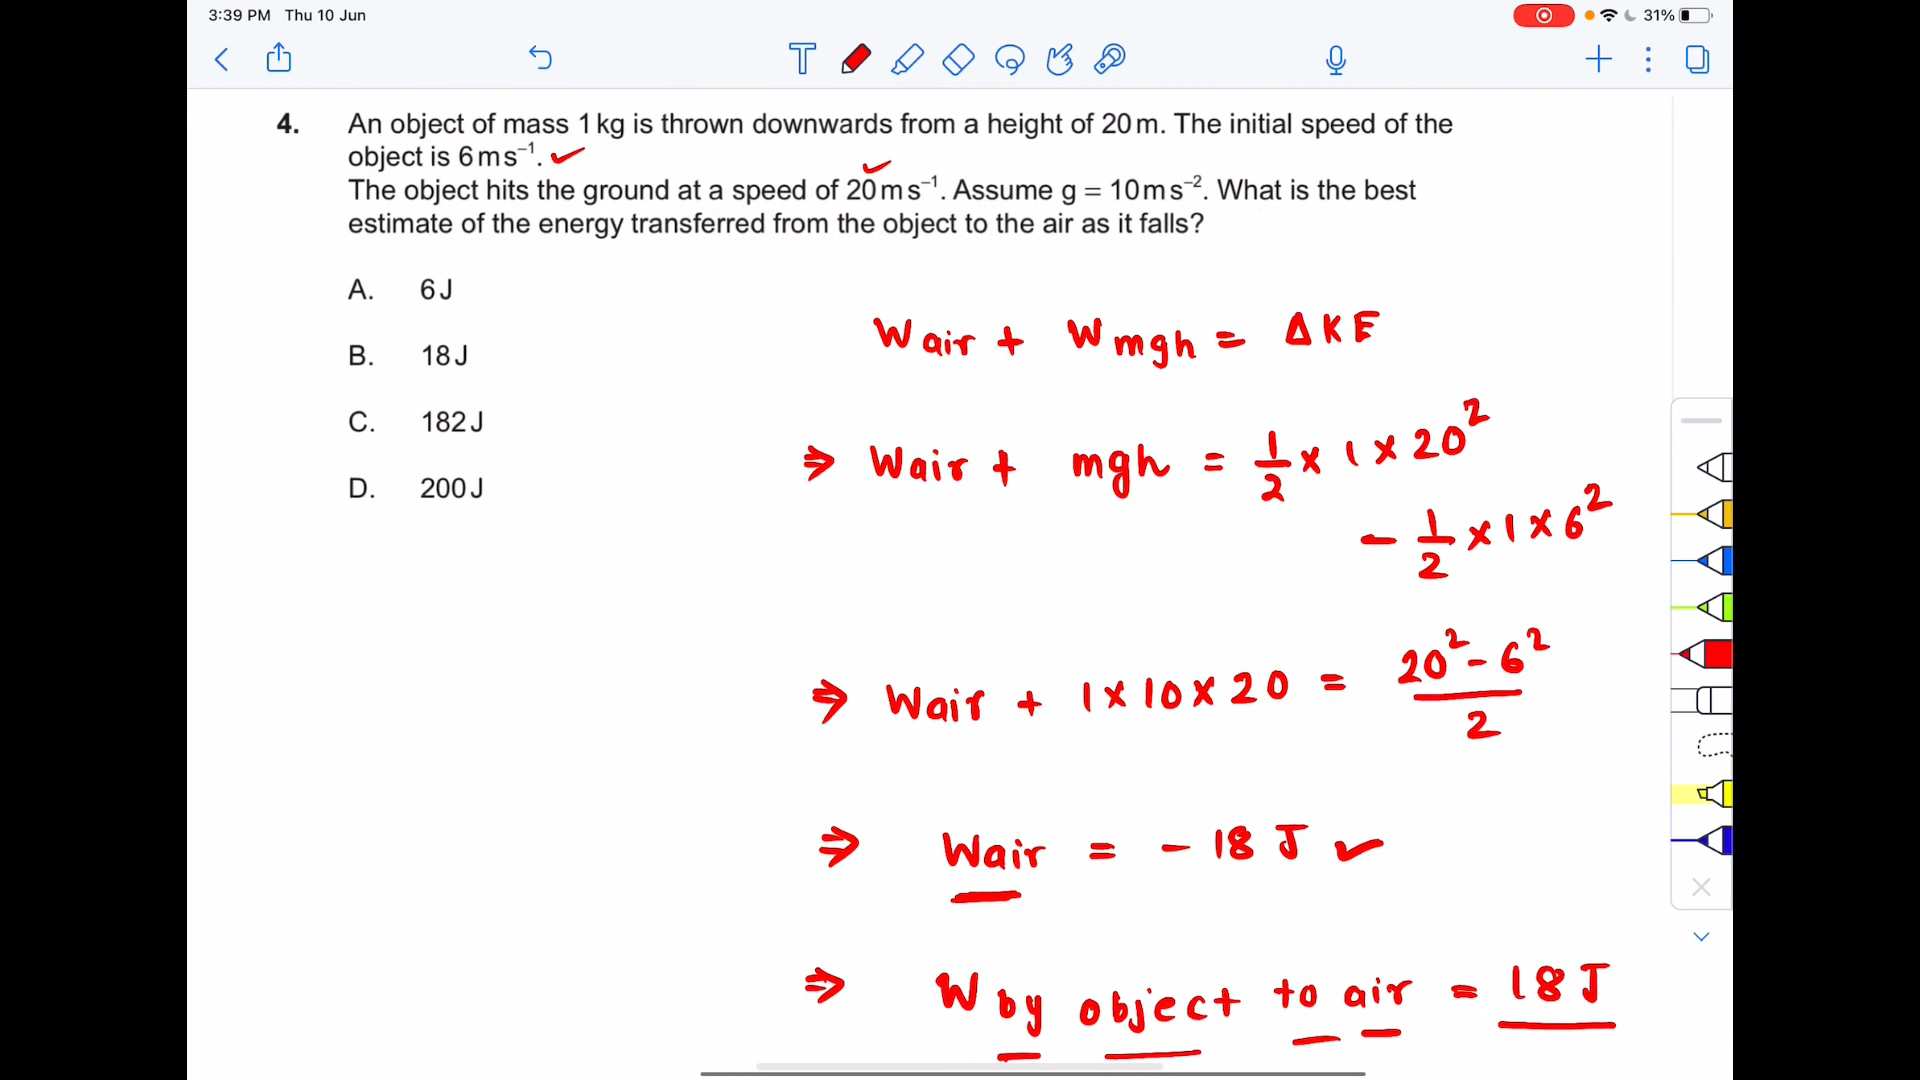 3:39 PM Thu 10 Jun
31%
4. An object of mass 1 kg is thrown downwards from a height of 20 m. The initial speed of the
object is 6 m s⁻¹.
The object hits the ground at a speed of 20 m s⁻¹. Assume g = 10 m s⁻². What is the best
estimate of the energy transferred from the object to the air as it falls?
A. 6 J
B. 18 J
C. 182 J
D. 200 J
Wair + Wmgh = ΔKE
⇒ Wair + mgh = 1/2 × 1 × 20²
- 1/2 × 1 × 6²
⇒ Wair + 1 × 10 × 20 = (20² - 6²)/2
⇒ Wair = - 18 J ✓
⇒ W by object to air = 18 J